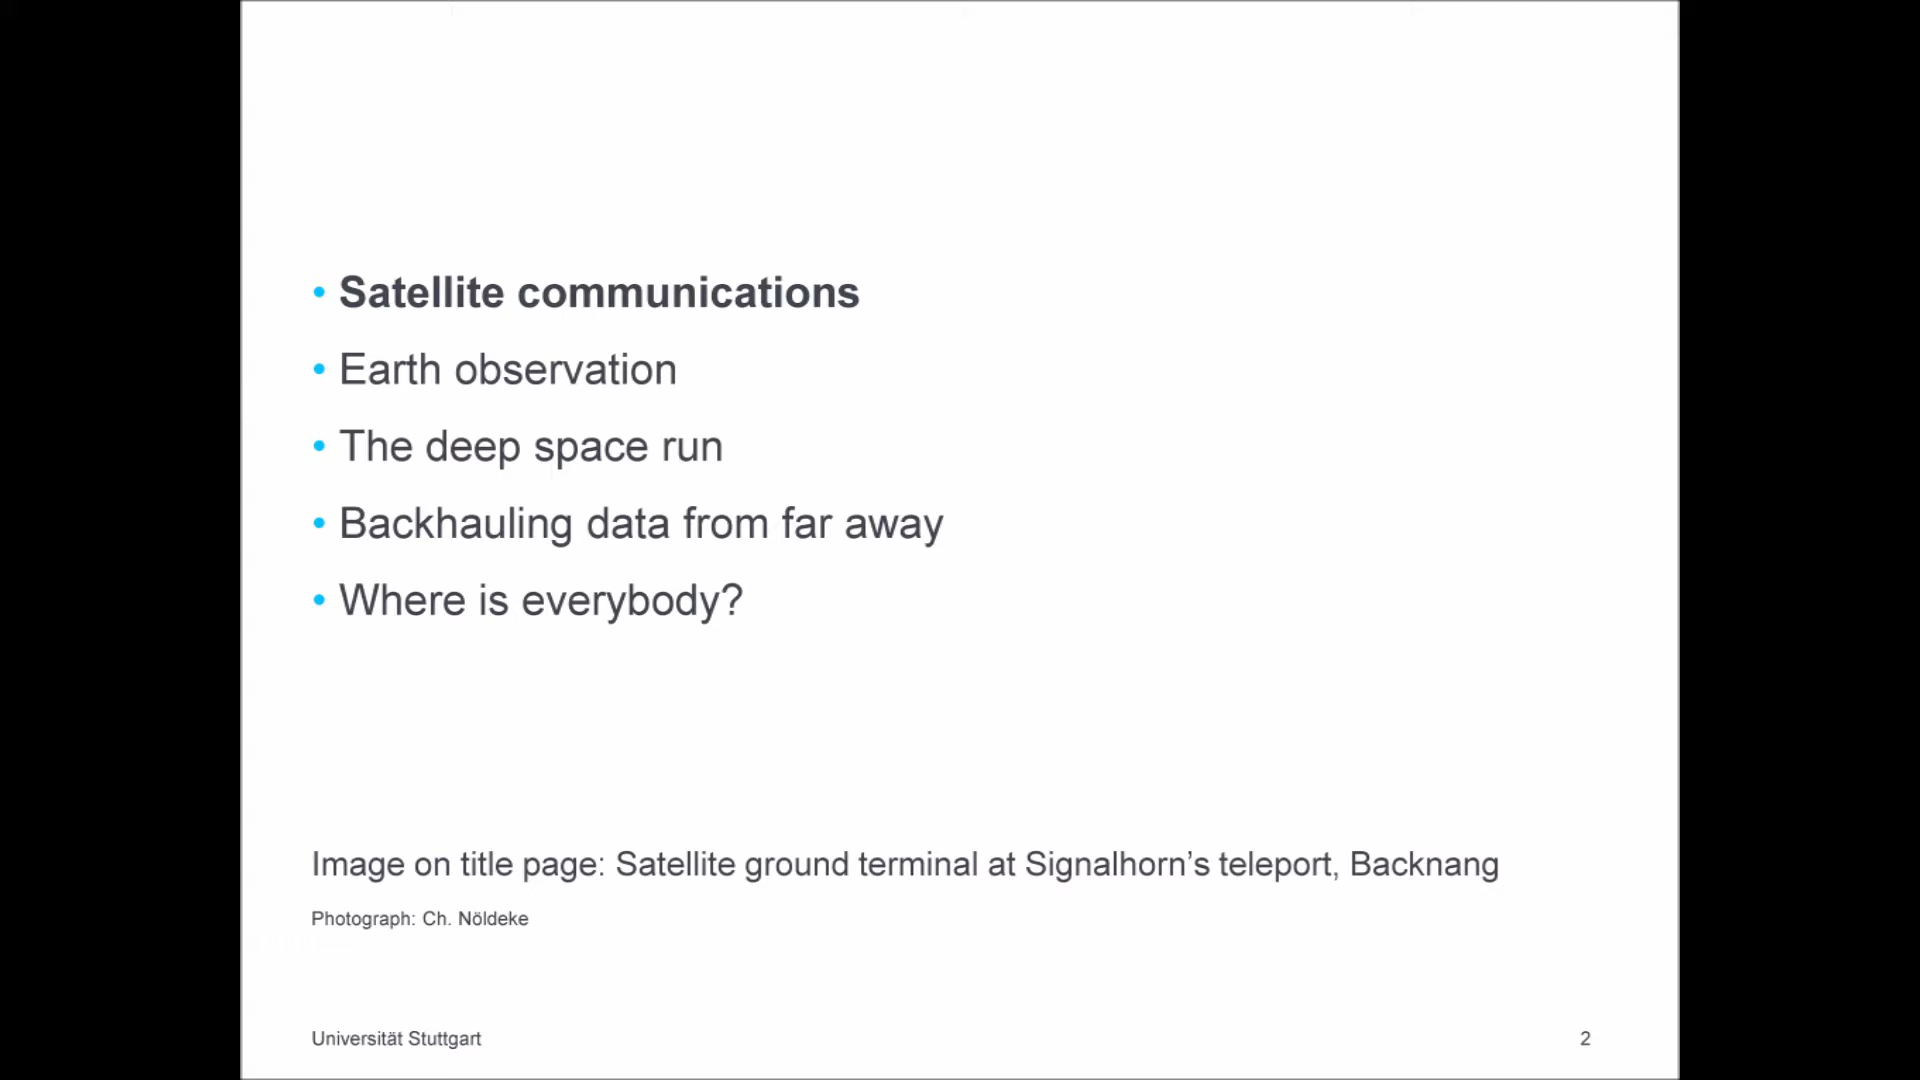 • Satellite communications
• Earth observation
• The deep space run
• Backhauling data from far away
• Where is everybody?
Image on title page: Satellite ground terminal at Signalhorn’s teleport, Backnang
Photograph: Ch. Nöldeke
Universität Stuttgart
2